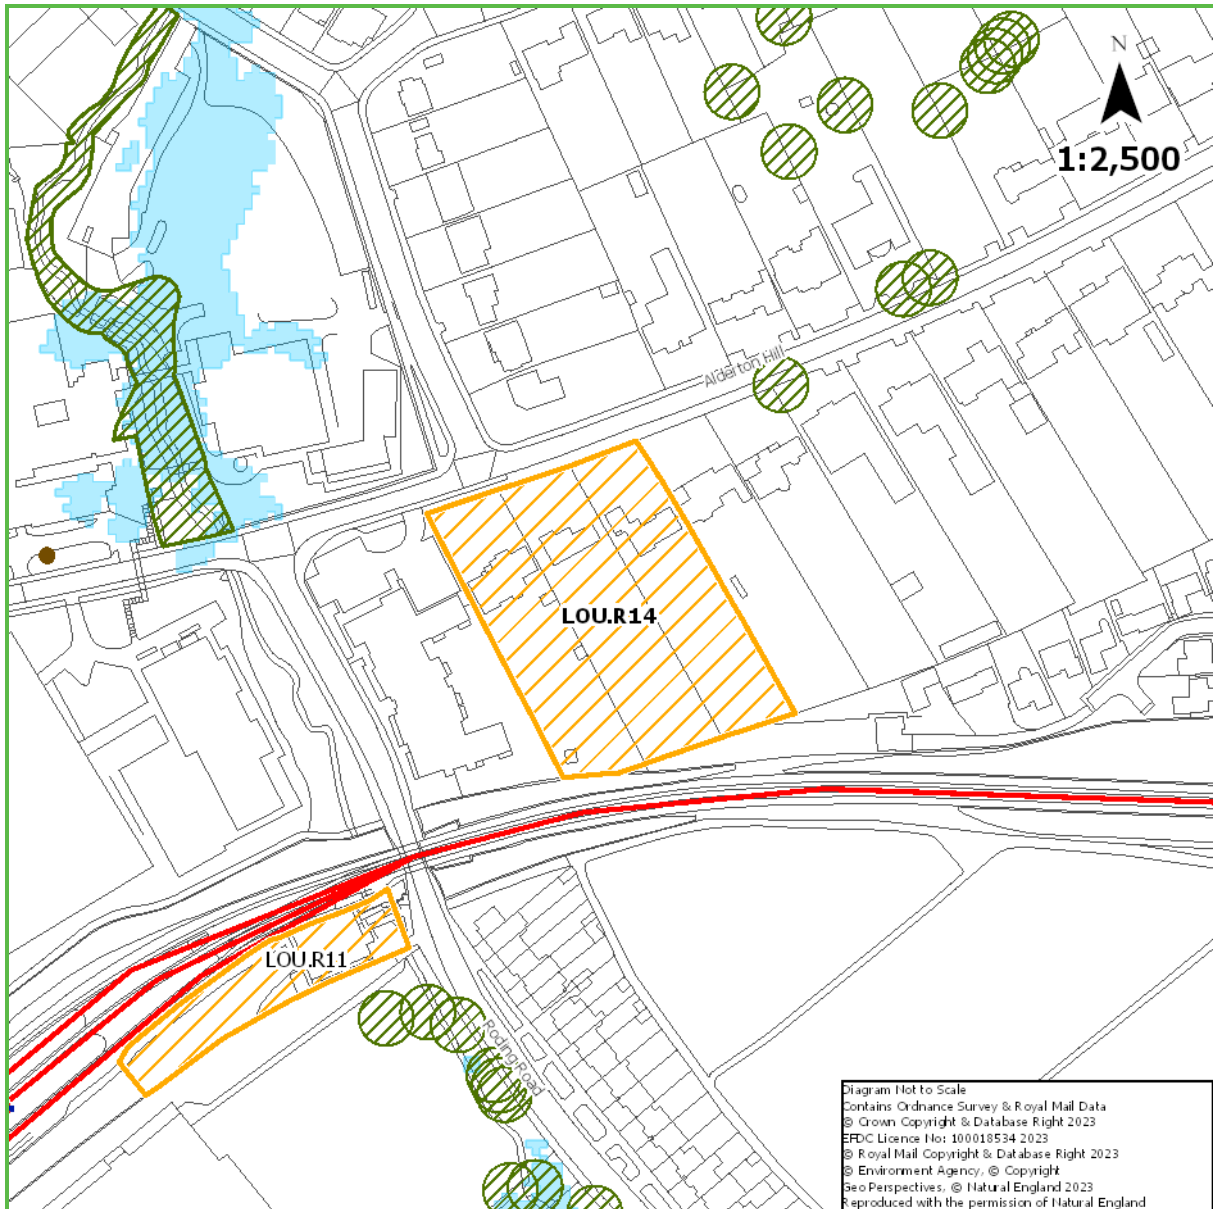 N
1:2,500
Alderton Hill
LOU.R14
LOU.R11
Roding Road
Diagram Not to Scale
Contains Ordnance Survey & Royal Mail Data
© Crown Copyright & Database Right 2023
EFDC Licence No: 100018534 2023
© Royal Mail Copyright & Database Right 2023
© Environment Agency, © Copyright
Geo Perspectives, © Natural England 2023
Reproduced with the permission of Natural England